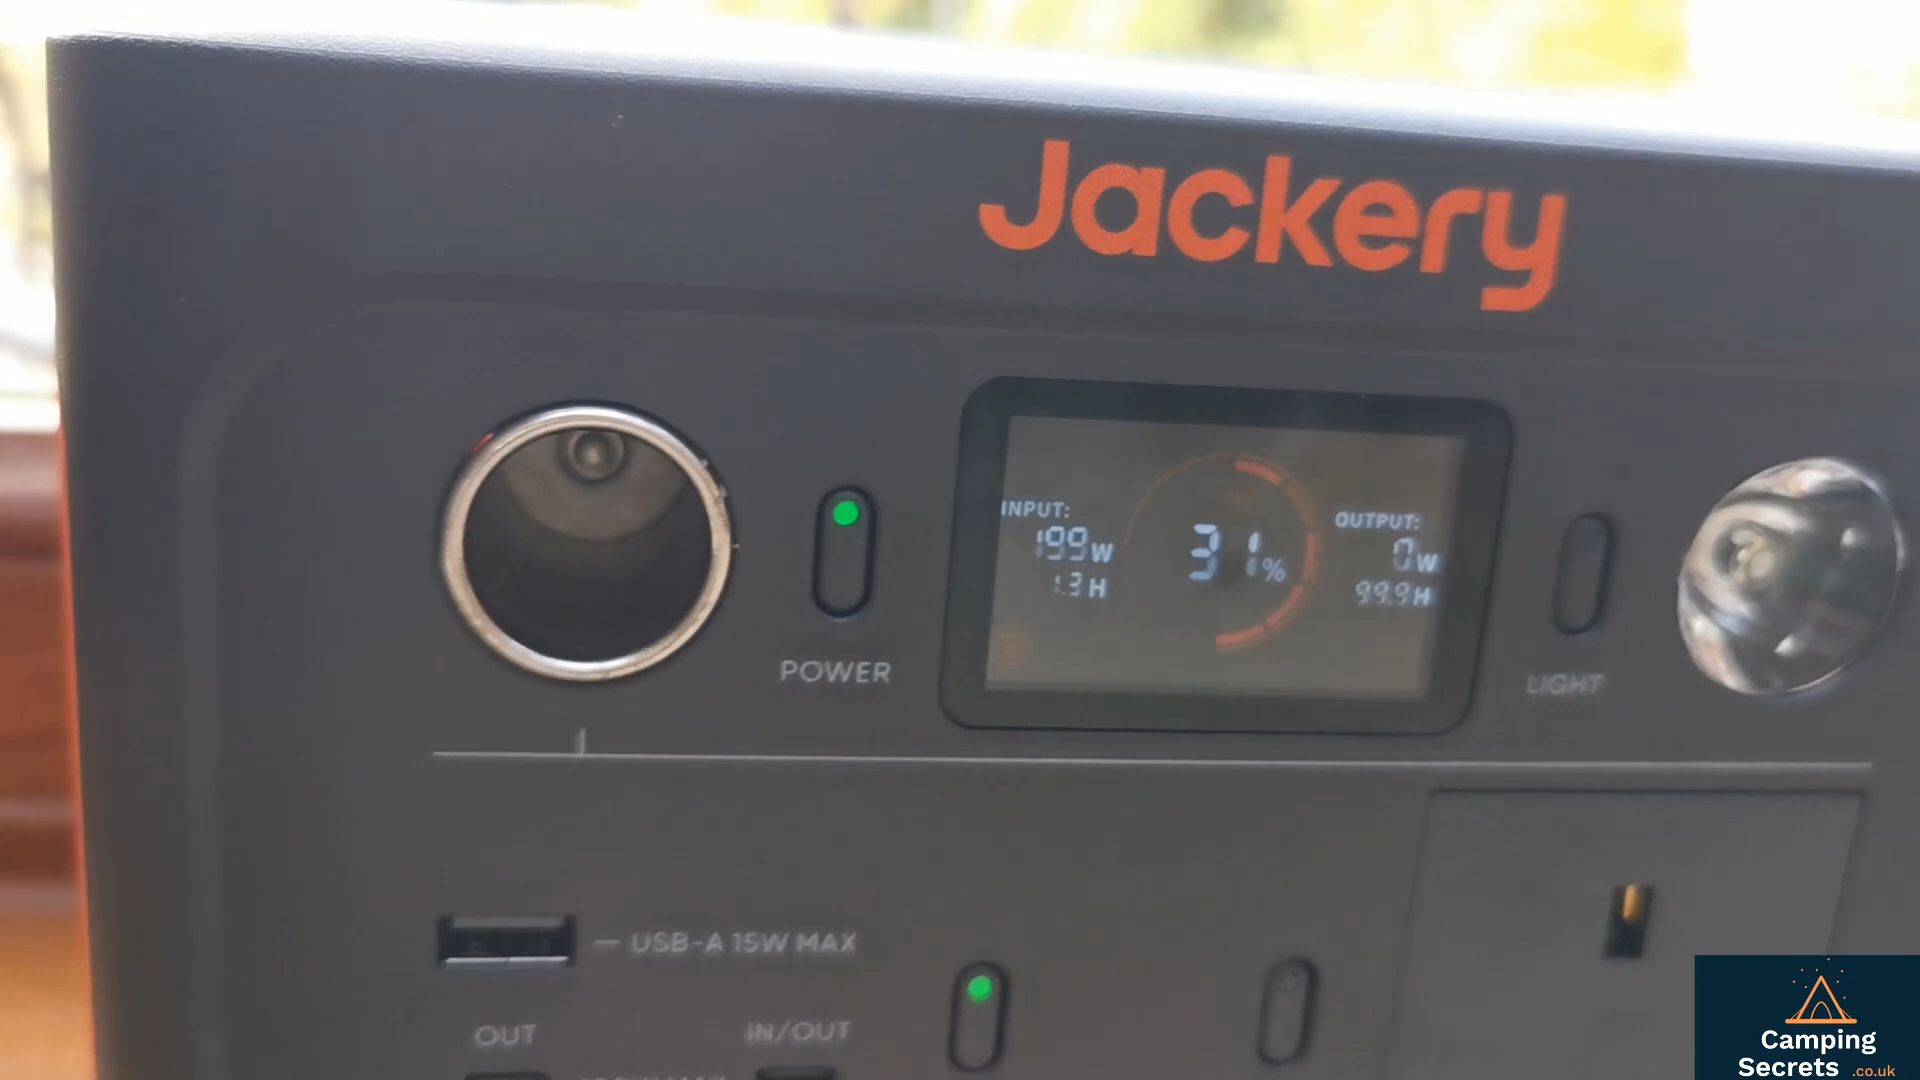 Jackery
INPUT:
199W
1.3H
31%
OUTPUT:
0W
99.9H
POWER
LIGHT
USB-A 15W MAX
OUT
IN/OUT
Camping
Secrets .co.uk